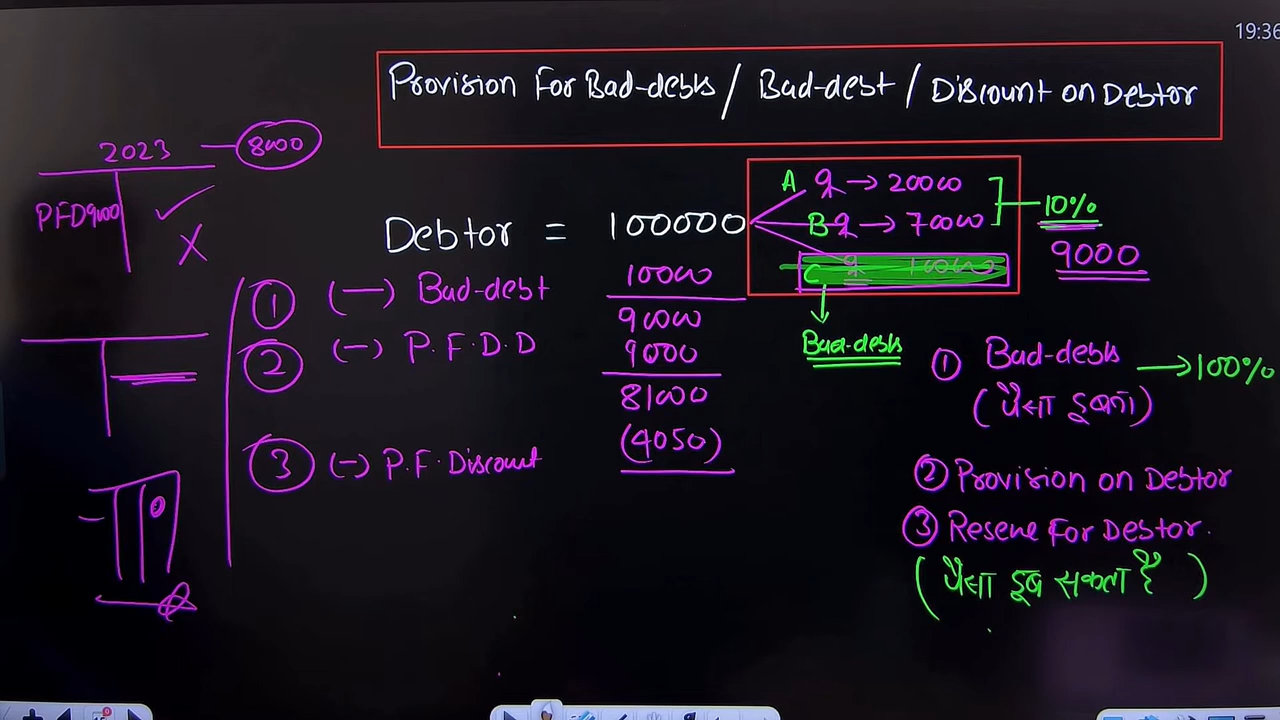 19:36
Provision For Bad-debts / Bad-debt / Discount on Debtor
2023 — 8000
PFD 9000
Debtor = 100000
A → 20000
B → 70000
10%
9000
C 10000
Bad-debts
① (—) Bad-debt 10000
90000
② (—) P.F.D.D 9000
81000
③ (—) P.F. Discount (4050)
① Bad-debts → 100%
(पैसा डूबना)
② Provision on Debtor
③ Reserve For Debtor.
(पैसा डूब सकता है)